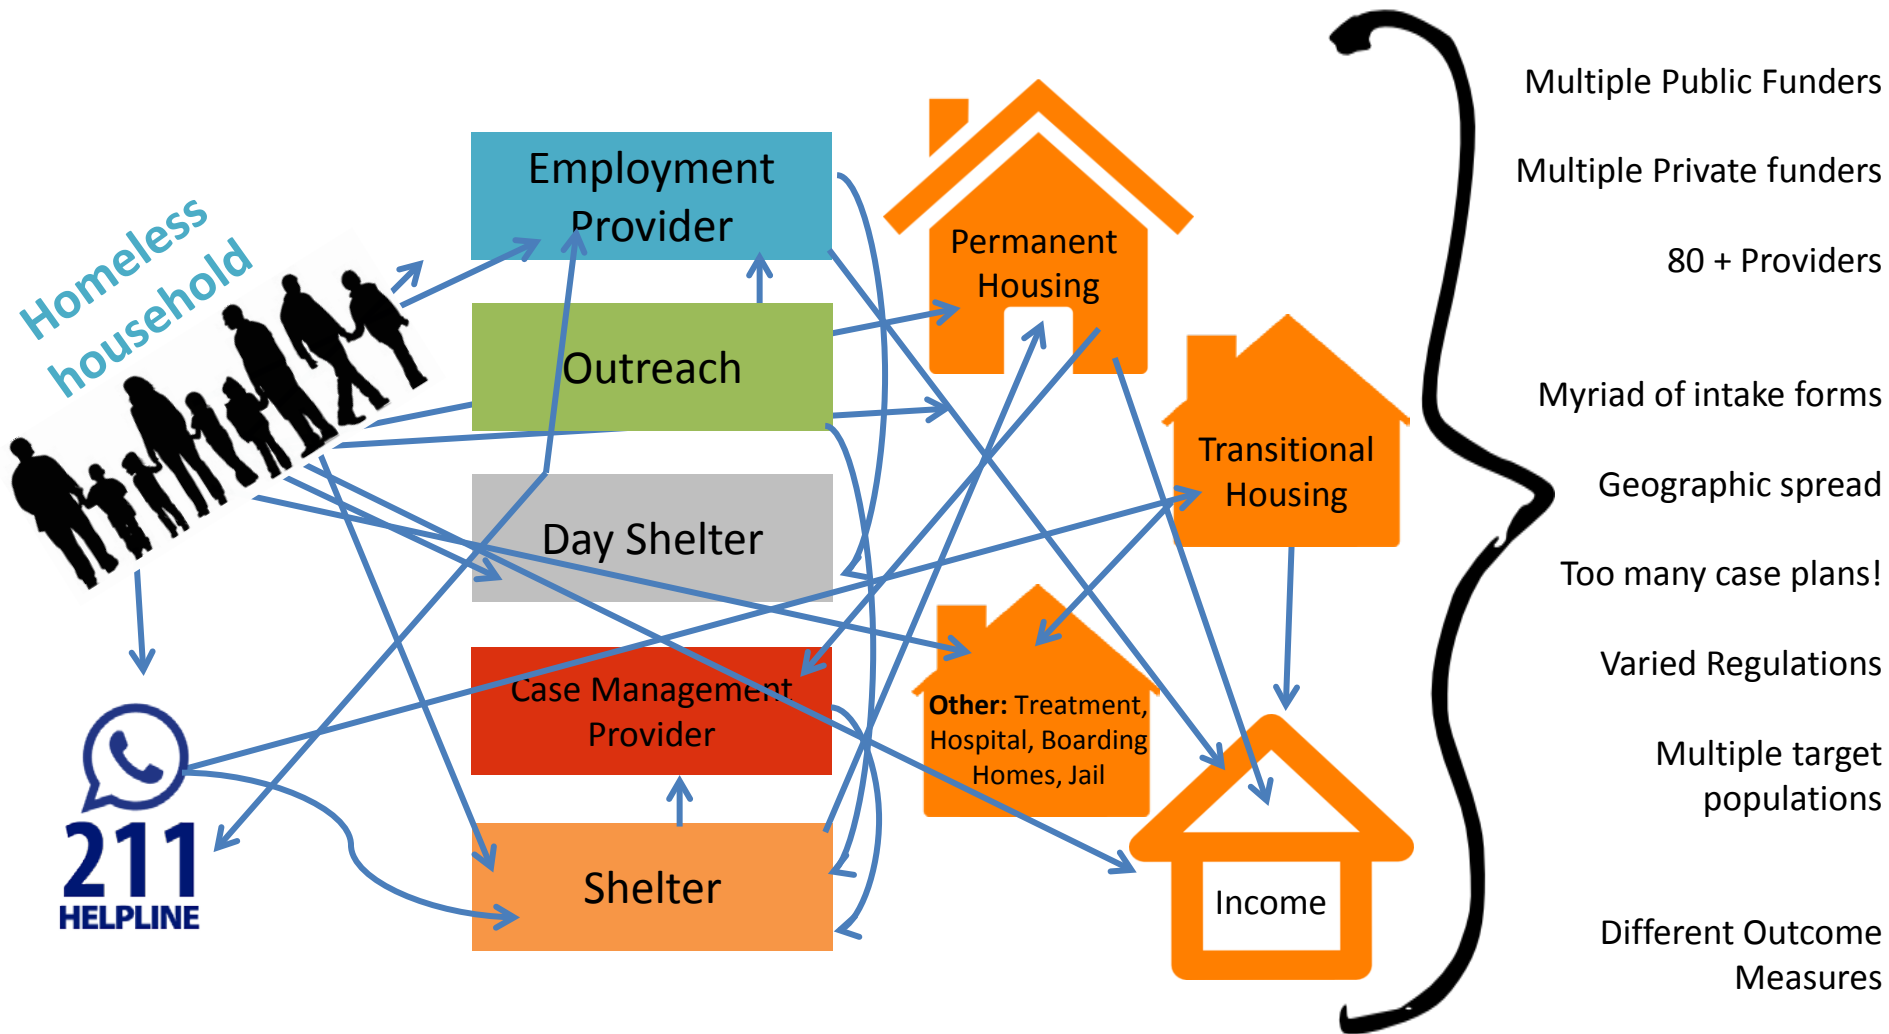 Homeless
household
Employment
Provider
Outreach
Day Shelter
Case Management
Provider
Shelter
211
HELPLINE
Permanent
Housing
Transitional
Housing
Other: Treatment,
Hospital, Boarding
Homes, Jail
Income
Multiple Public Funders
Multiple Private funders
80 + Providers
Myriad of intake forms
Geographic spread
Too many case plans!
Varied Regulations
Multiple target
populations
Different Outcome
Measures